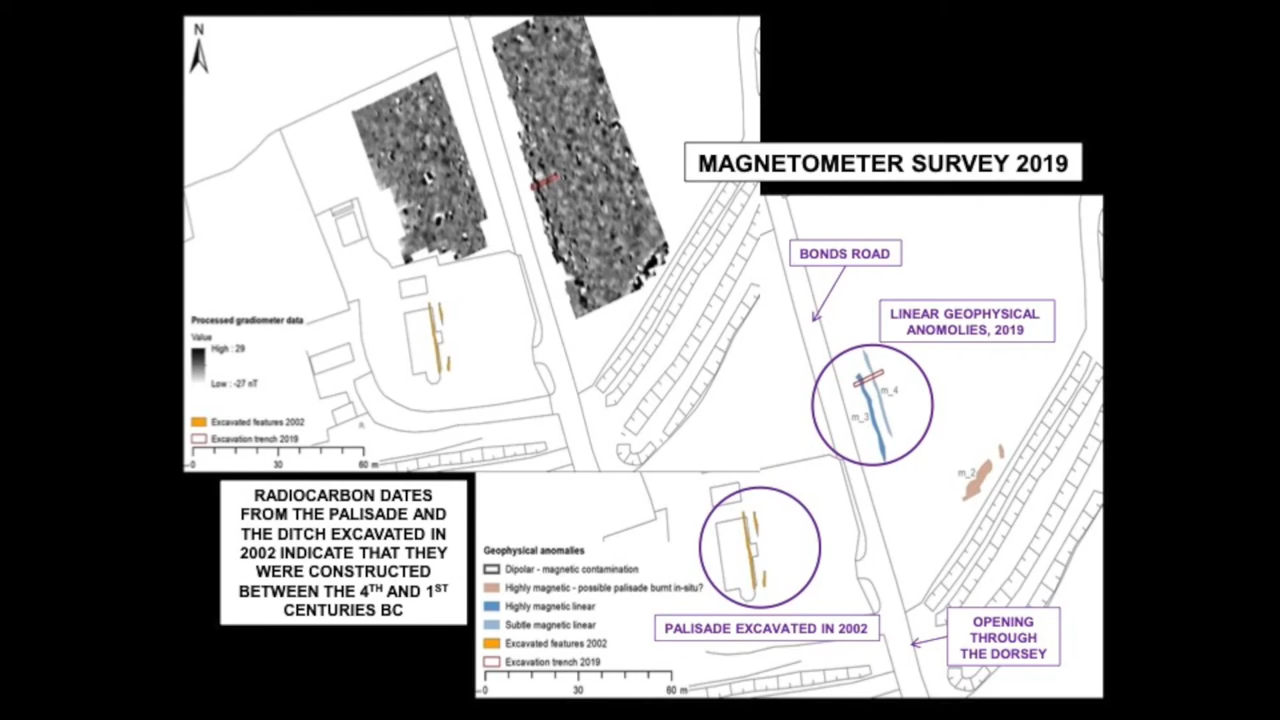 N
MAGNETOMETER SURVEY 2019
BONDS ROAD
LINEAR GEOPHYSICAL
ANOMOLIES, 2019
m_4
m_3
m_2
Processed gradiometer data
Value
High : 29
Low : -27 nT
Excavated features 2002
Excavation trench 2019
0 30 60 m
RADIOCARBON DATES
FROM THE PALISADE AND
THE DITCH EXCAVATED IN
2002 INDICATE THAT THEY
WERE CONSTRUCTED
BETWEEN THE 4TH AND 1ST
CENTURIES BC
Geophysical anomalies
Dipolar - magnetic contamination
Highly magnetic - possible palisade burnt in-situ?
Highly magnetic linear
Subtle magnetic linear
Excavated features 2002
Excavation trench 2019
0 30 60 m
PALISADE EXCAVATED IN 2002
OPENING
THROUGH
THE DORSEY